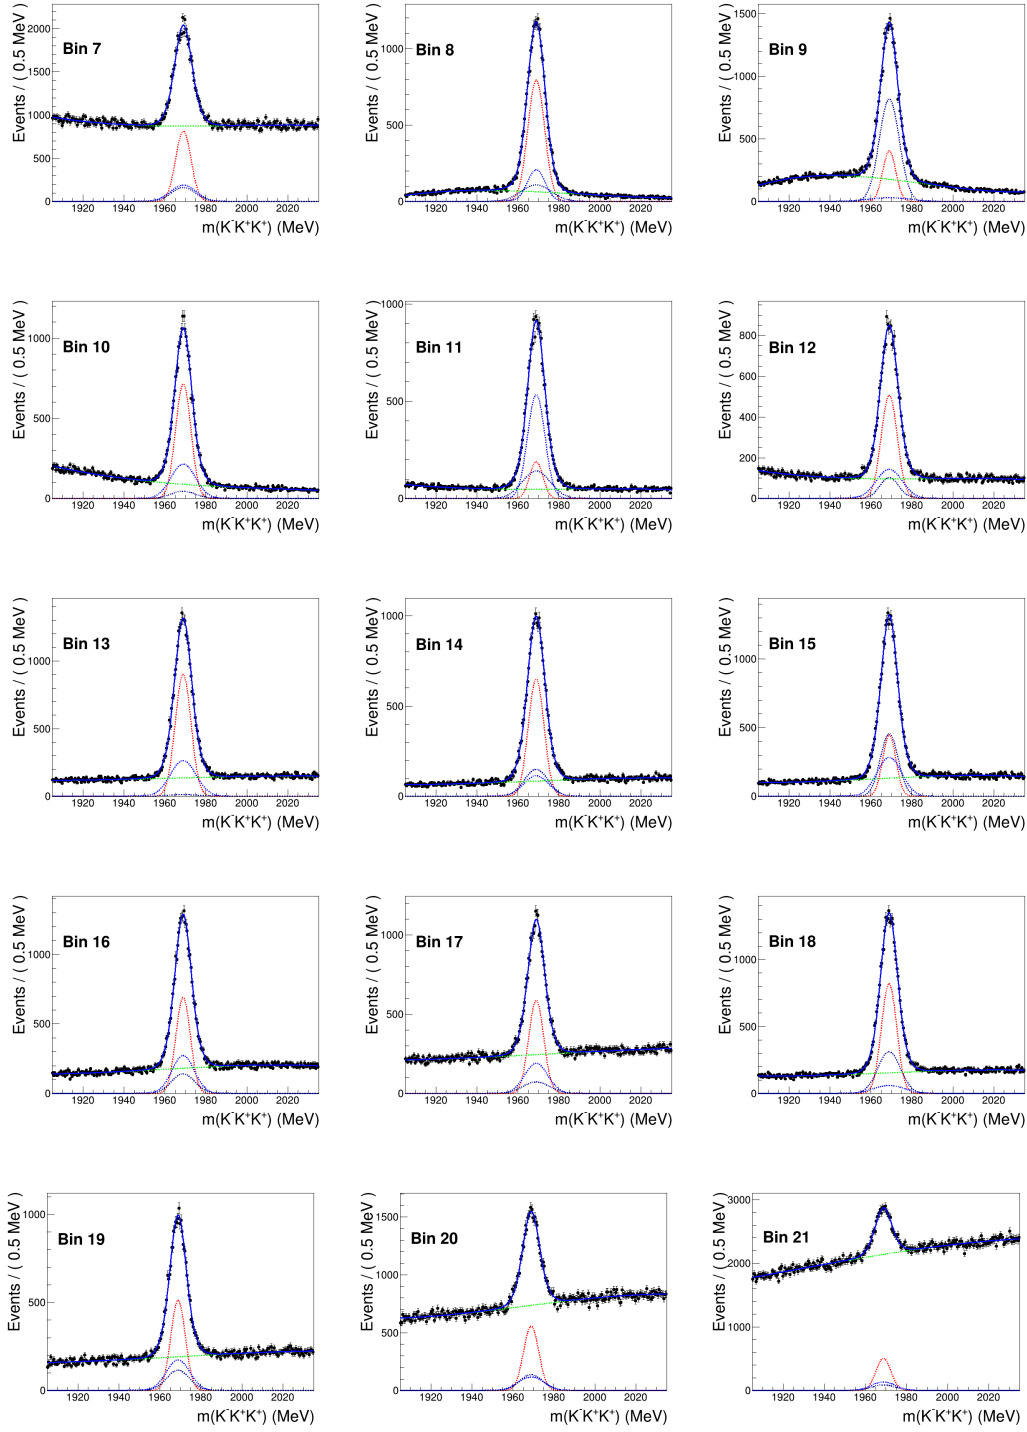 Events / ( 0.5 MeV )
Bin 7
2000
1500
1000
500
0
1920 1940 1960 1980 2000 2020
m(K⁻K⁺K⁺) (MeV)
Events / ( 0.5 MeV )
Bin 8
1000
500
0
1920 1940 1960 1980 2000 2020
m(K⁻K⁺K⁺) (MeV)
Events / ( 0.5 MeV )
Bin 9
1500
1000
500
0
1920 1940 1960 1980 2000 2020
m(K⁻K⁺K⁺) (MeV)
Events / ( 0.5 MeV )
Bin 10
1000
500
0
1920 1940 1960 1980 2000 2020
m(K⁻K⁺K⁺) (MeV)
Events / ( 0.5 MeV )
Bin 11
1000
500
0
1920 1940 1960 1980 2000 2020
m(K⁻K⁺K⁺) (MeV)
Events / ( 0.5 MeV )
Bin 12
800
600
400
200
0
1920 1940 1960 1980 2000 2020
m(K⁻K⁺K⁺) (MeV)
Events / ( 0.5 MeV )
Bin 13
1000
500
0
1920 1940 1960 1980 2000 2020
m(K⁻K⁺K⁺) (MeV)
Events / ( 0.5 MeV )
Bin 14
1000
500
0
1920 1940 1960 1980 2000 2020
m(K⁻K⁺K⁺) (MeV)
Events / ( 0.5 MeV )
Bin 15
1000
500
0
1920 1940 1960 1980 2000 2020
m(K⁻K⁺K⁺) (MeV)
Events / ( 0.5 MeV )
Bin 16
1000
500
0
1920 1940 1960 1980 2000 2020
m(K⁻K⁺K⁺) (MeV)
Events / ( 0.5 MeV )
Bin 17
1000
500
0
1920 1940 1960 1980 2000 2020
m(K⁻K⁺K⁺) (MeV)
Events / ( 0.5 MeV )
Bin 18
1000
500
0
1920 1940 1960 1980 2000 2020
m(K⁻K⁺K⁺) (MeV)
Events / ( 0.5 MeV )
Bin 19
1000
500
0
1920 1940 1960 1980 2000 2020
m(K⁻K⁺K⁺) (MeV)
Events / ( 0.5 MeV )
Bin 20
1500
1000
500
0
1920 1940 1960 1980 2000 2020
m(K⁻K⁺K⁺) (MeV)
Events / ( 0.5 MeV )
Bin 21
3000
2000
1000
0
1920 1940 1960 1980 2000 2020
m(K⁻K⁺K⁺) (MeV)